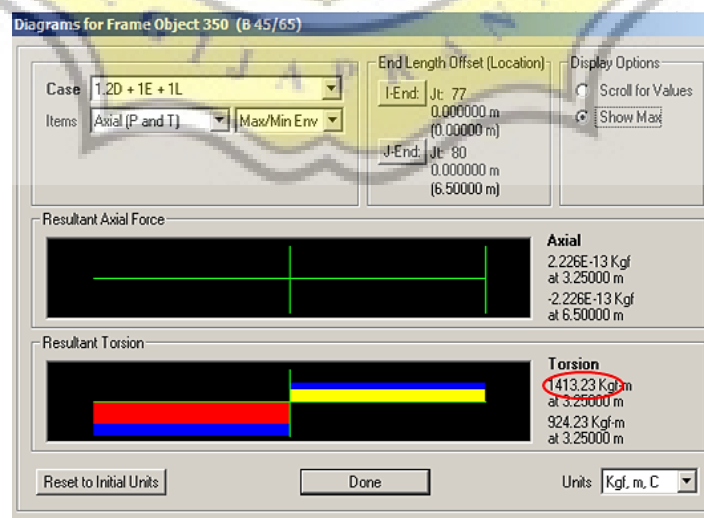 Diagrams for Frame Object 350 (B 45/65)
Case 1.2D + 1E + 1L
Items Axial (P and T) Max/Min Env
End Length Offset (Location)
I-End: Jt: 77
0.000000 m
(0.00000 m)
J-End: Jt: 80
0.000000 m
(6.50000 m)
Display Options
Scroll for Values
Show Max
Resultant Axial Force
Axial
2.226E-13 Kgf
at 3.25000 m
-2.226E-13 Kgf
at 6.50000 m
Resultant Torsion
Torsion
1413.23 Kgf-m
at 3.25000 m
924.23 Kgf-m
at 3.25000 m
Reset to Initial Units
Done
Units Kgf, m, C